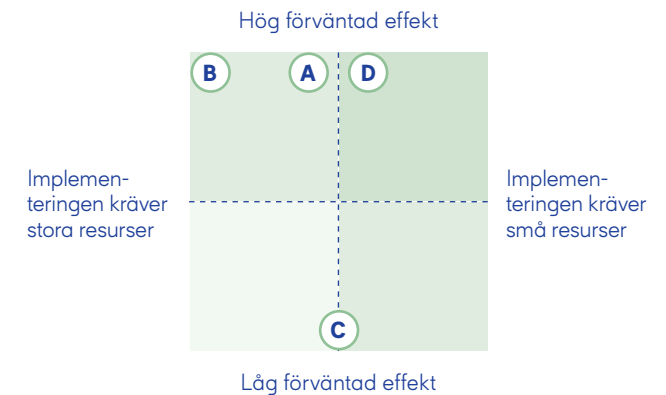 Hög förväntad effekt
B
A
D
Implemen-
teringen kräver
stora resurser
Implemen-
teringen kräver
små resurser
C
Låg förväntad effekt